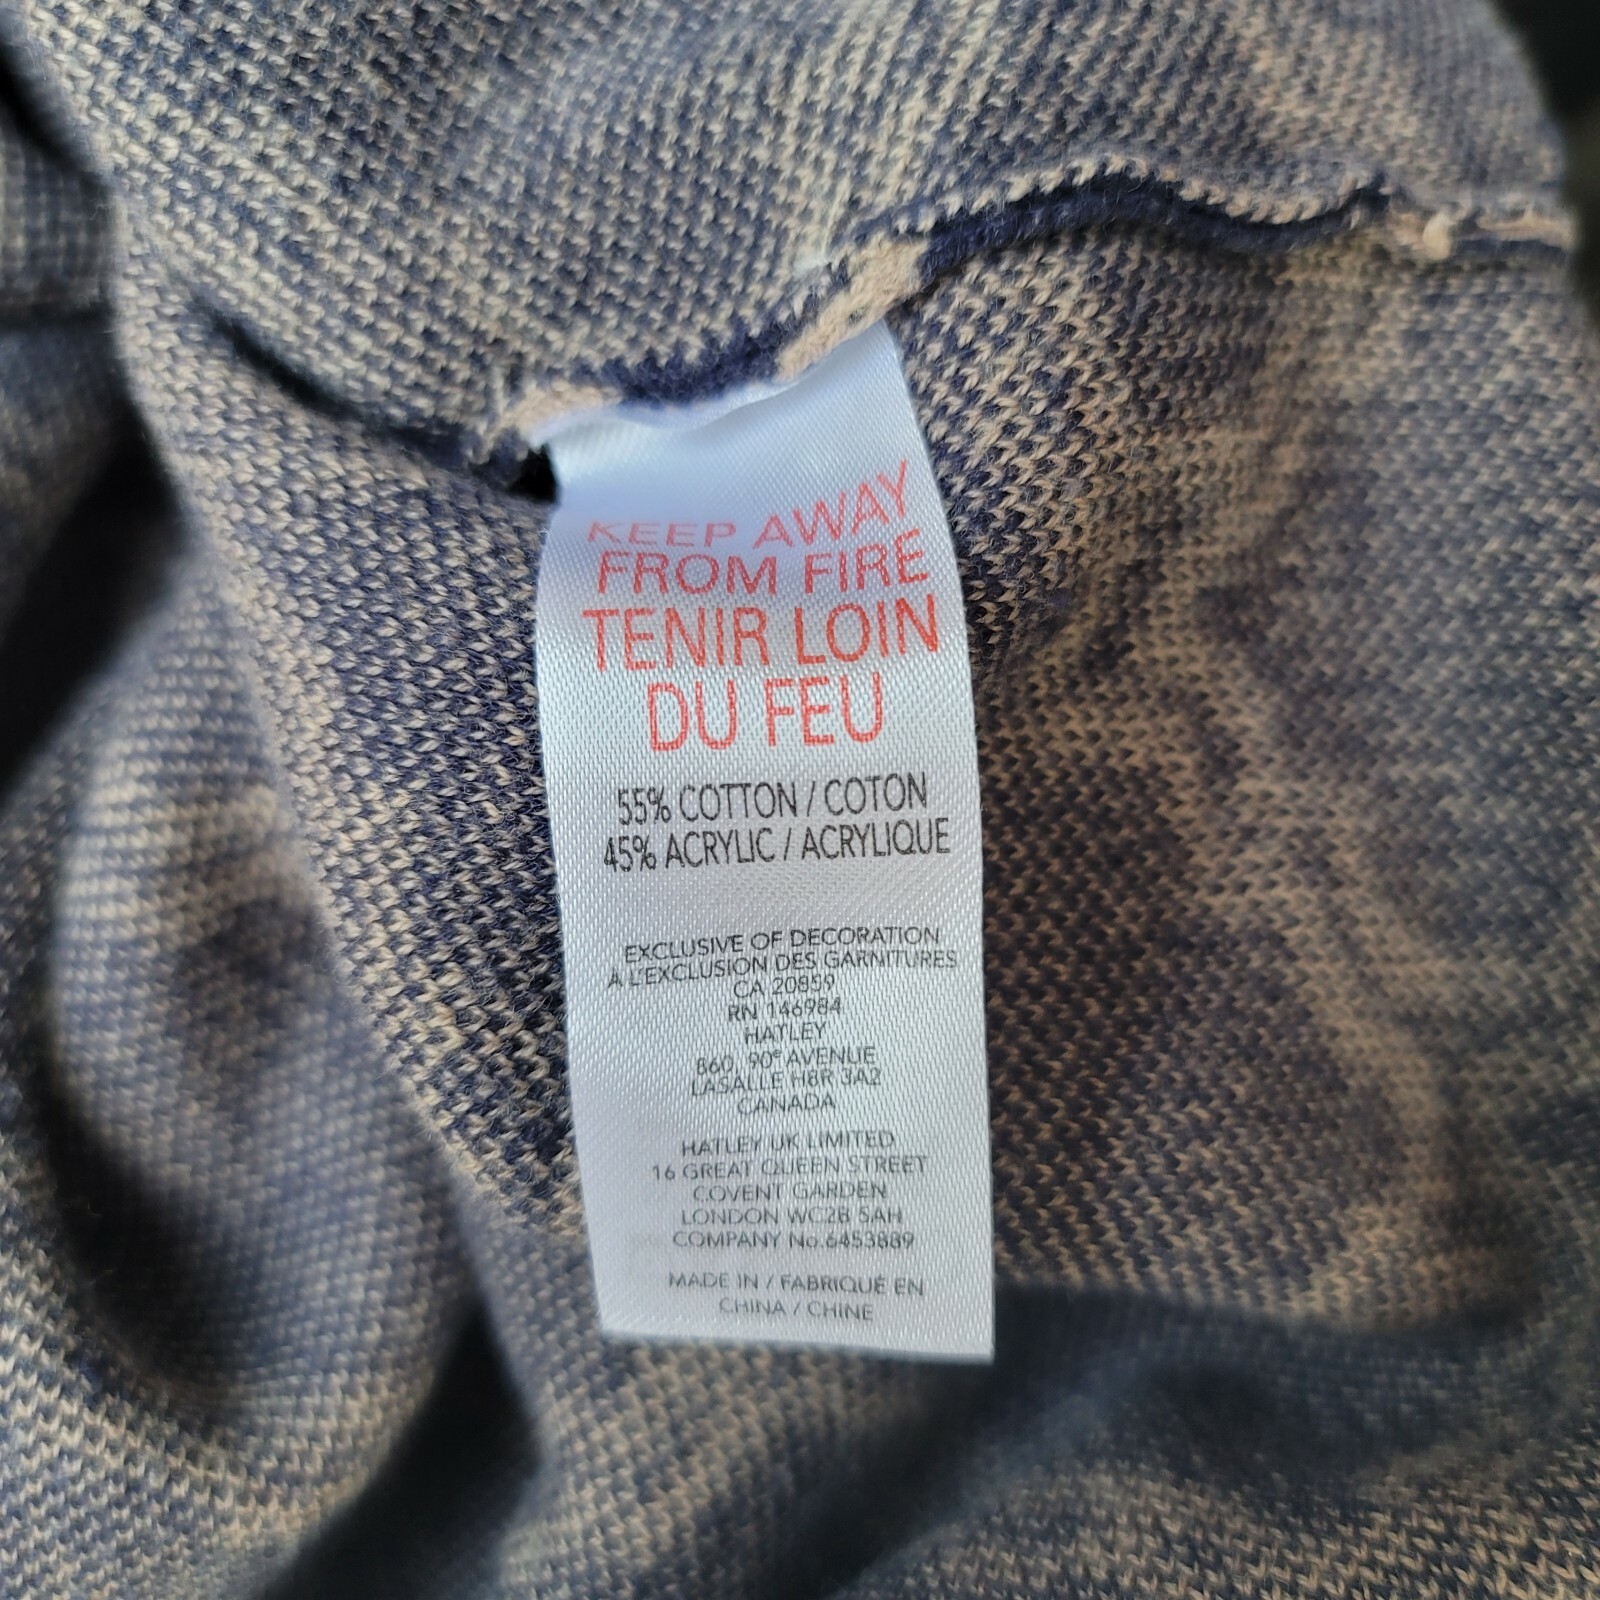 KEEP AWAY
FROM FIRE
TENIR LOIN
DU FEU
55% COTTON / COTON
45% ACRYLIC / ACRYLIQUE
EXCLUSIVE OF DECORATION
A L'EXCLUSION DES GARNITURES
CA 20859
RN 146984
HATLEY
860, 90e AVENUE
LASALLE H8R 3A2
CANADA
HATLEY UK LIMITED
16 GREAT QUEEN STREET
COVENT GARDEN
LONDON WC2B 5AH
COMPANY No.6453889
MADE IN / FABRIQUÉ EN
CHINA / CHINE